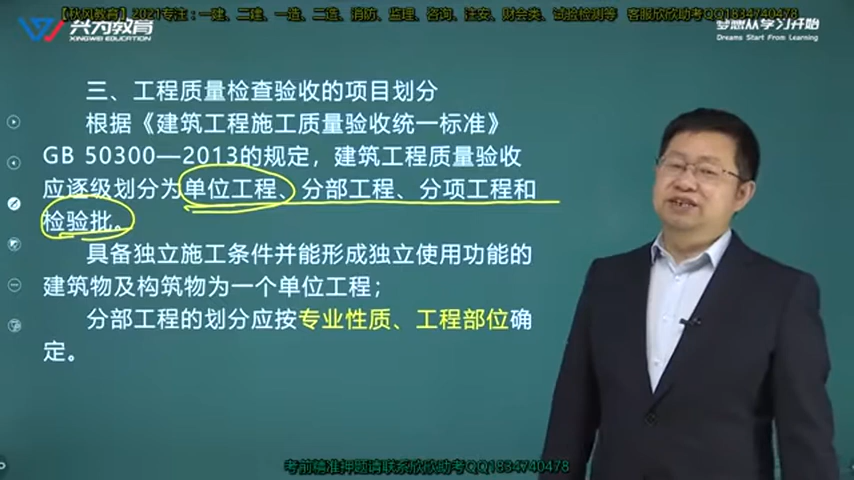 【秋风教育】2021专注：一建、二建、一造、二造、消防、监理、咨询、注安、财会类、试验检测等 客服欣欣助考QQ1834740478
兴为教育
XINGWEI EDUCATION
梦想从学习开始
Dreams Start From Learning
三、工程质量检查验收的项目划分
根据《建筑工程施工质量验收统一标准》
GB 50300—2013的规定，建筑工程质量验收
应逐级划分为单位工程、分部工程、分项工程和
检验批。
具备独立施工条件并能形成独立使用功能的
建筑物及构筑物为一个单位工程；
分部工程的划分应按专业性质、工程部位确
定。
考前精准押题请联系欣欣助考QQ1834740478